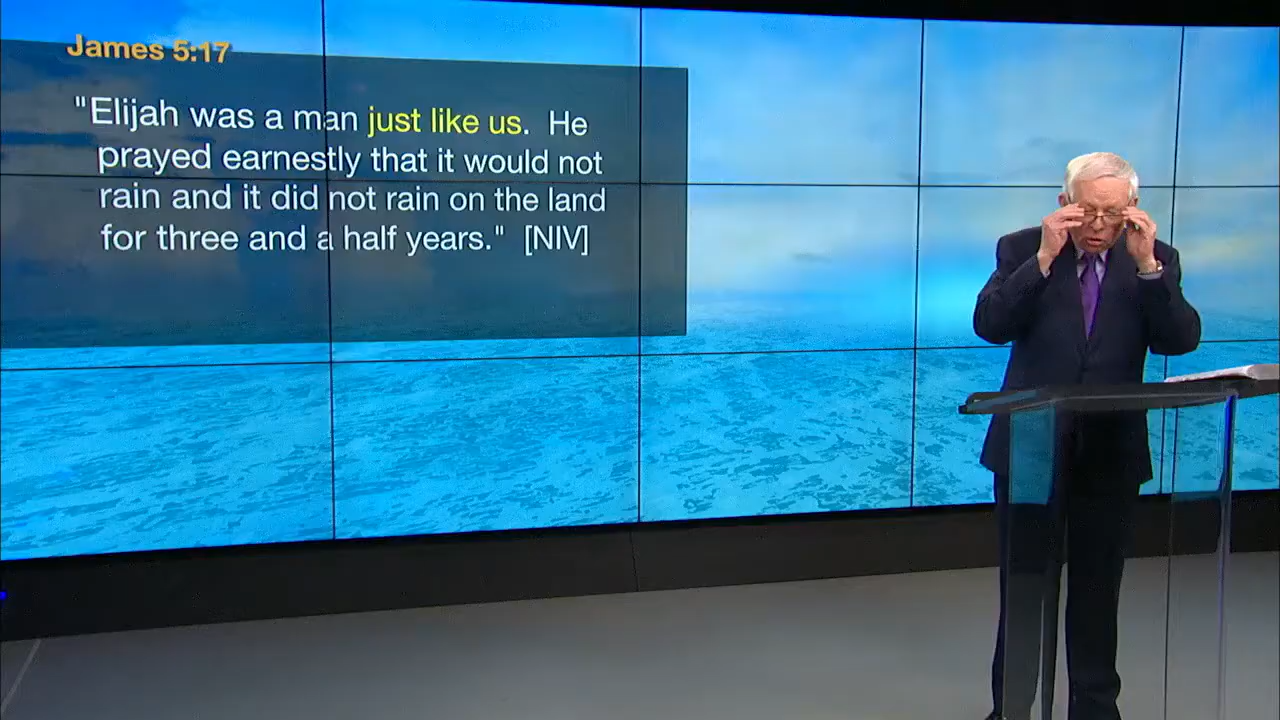 James 5:17
"Elijah was a man just like us.  He
prayed earnestly that it would not
rain and it did not rain on the land
for three and a half years."  [NIV]